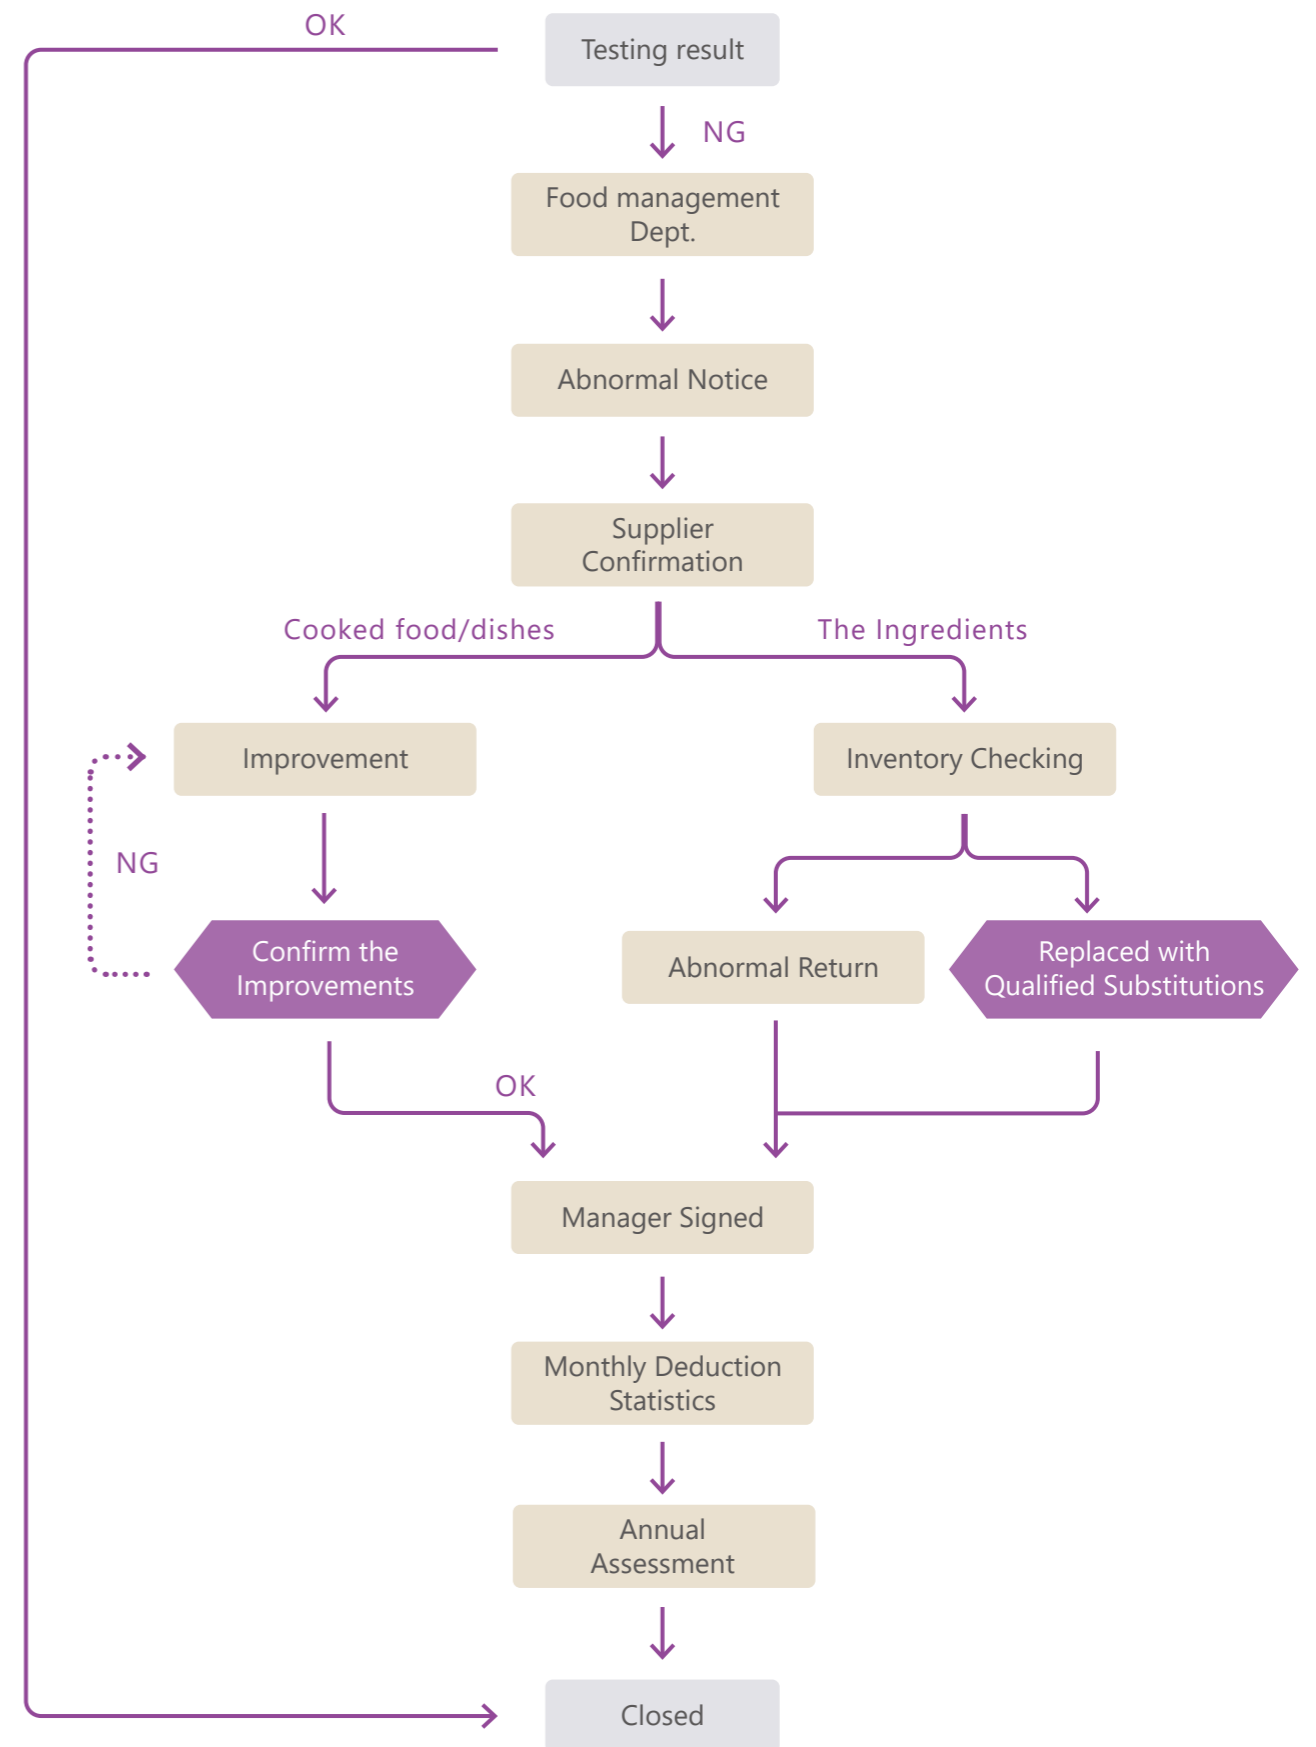 OK
Testing result
NG
Food management
Dept.
Abnormal Notice
Supplier
Confirmation
Cooked food/dishes
The Ingredients
Improvement
Inventory Checking
NG
Confirm the
Improvements
Abnormal Return
Replaced with
Qualified Substitutions
OK
Manager Signed
Monthly Deduction
Statistics
Annual
Assessment
Closed